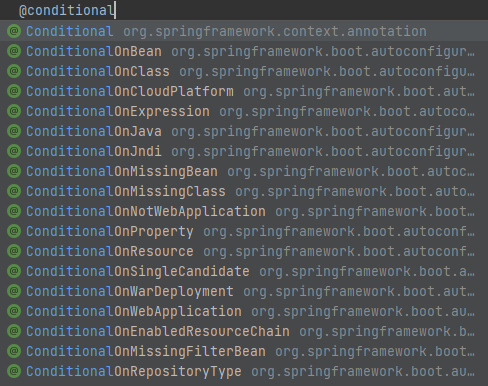 @conditional
@ Conditional org.springframework.context.annotation
@ ConditionalOnBean org.springframework.boot.autoconfigur...
@ ConditionalOnClass org.springframework.boot.autoconfigu...
@ ConditionalOnCloudPlatform org.springframework.boot.aut...
@ ConditionalOnExpression org.springframework.boot.autoco...
@ ConditionalOnJava org.springframework.boot.autoconfigur...
@ ConditionalOnJndi org.springframework.boot.autoconfigur...
@ ConditionalOnMissingBean org.springframework.boot.autoc...
@ ConditionalOnMissingClass org.springframework.boot.auto...
@ ConditionalOnNotWebApplication org.springframework.boot...
@ ConditionalOnProperty org.springframework.boot.autoconf...
@ ConditionalOnResource org.springframework.boot.autoconf...
@ ConditionalOnSingleCandidate org.springframework.boot.a...
@ ConditionalOnWarDeployment org.springframework.boot.aut...
@ ConditionalOnWebApplication org.springframework.boot.au...
@ ConditionalOnEnabledResourceChain org.springframework.b...
@ ConditionalOnMissingFilterBean org.springframework.boot...
@ ConditionalOnRepositoryType org.springframework.boot.au...